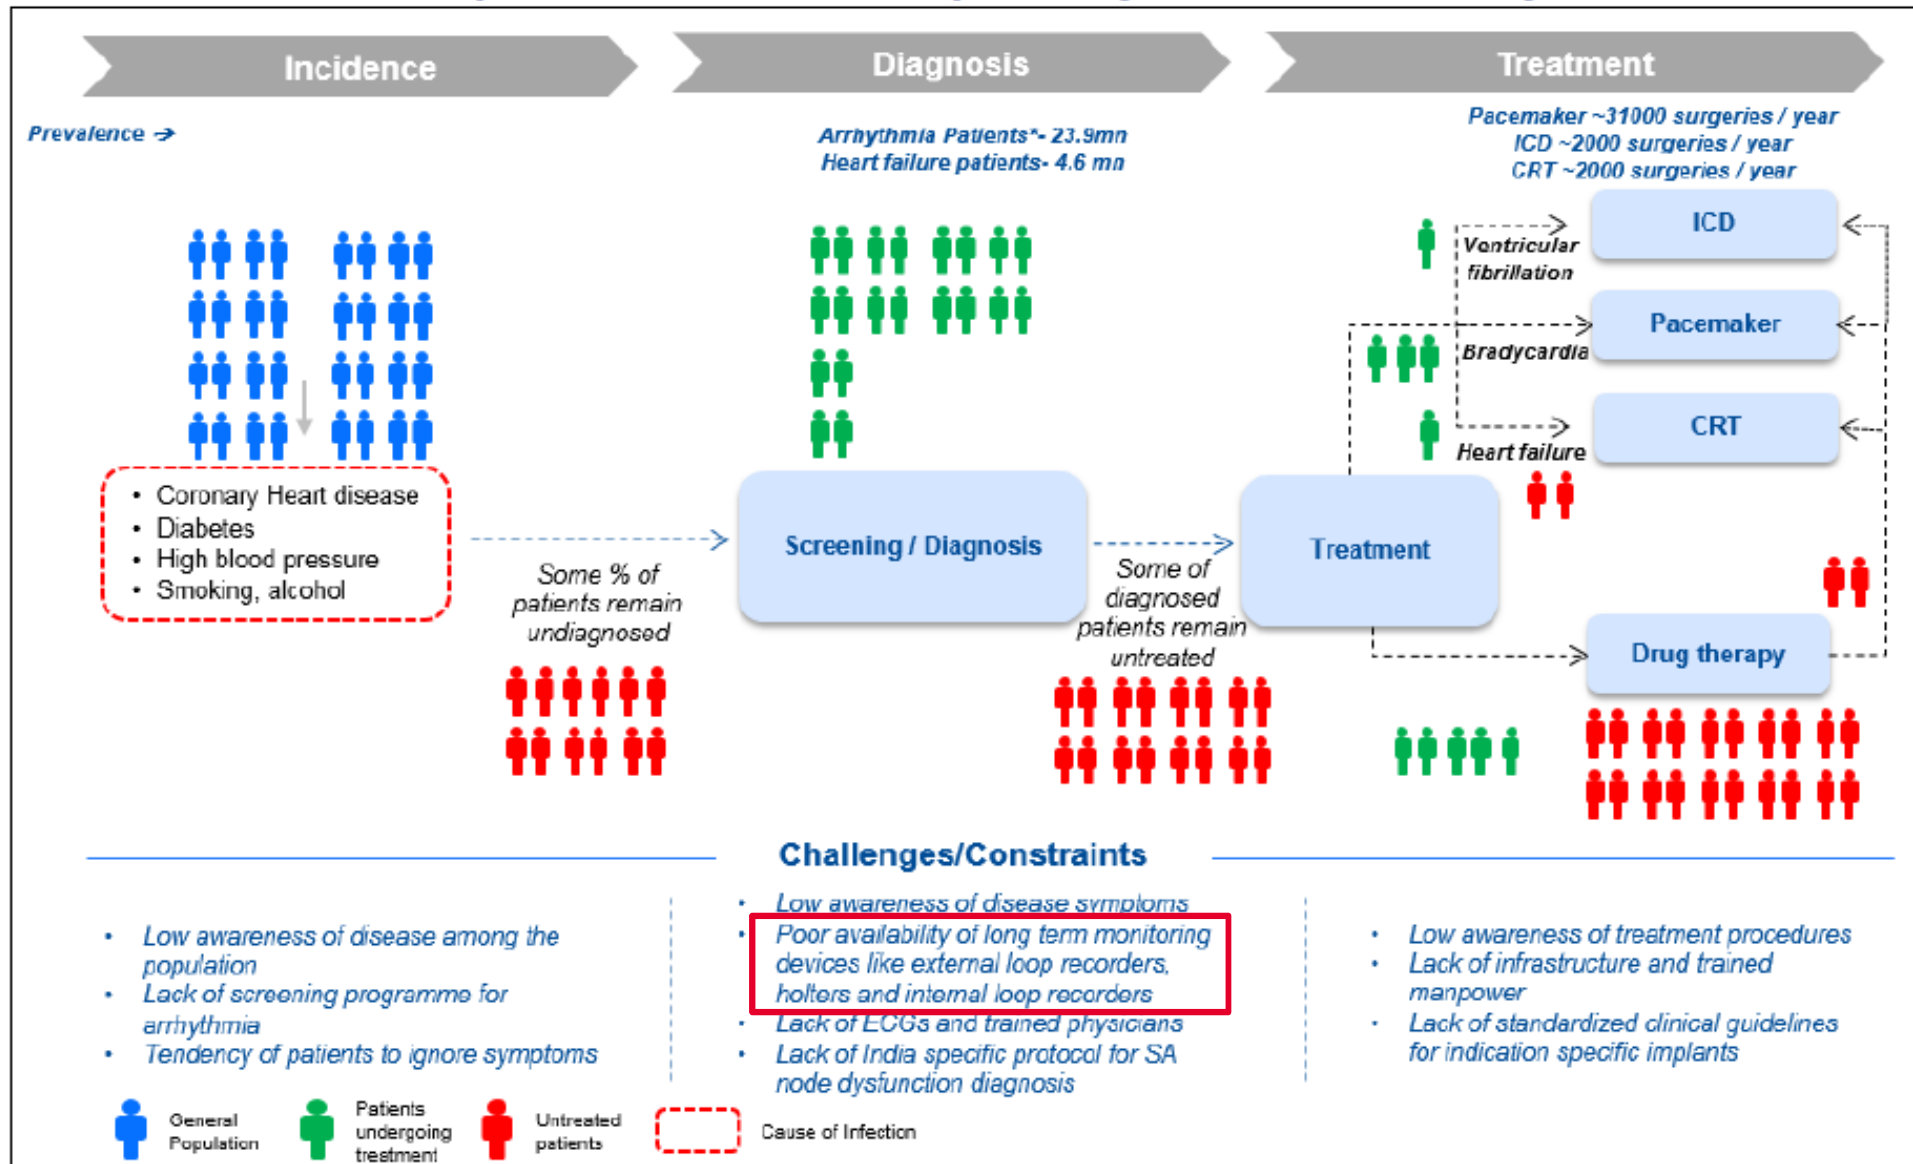 Incidence
Diagnosis
Treatment
Prevalence →
Arrhythmia Patients*- 23.9mn
Heart failure Patients- 4.6 mn
Pacemaker ~31000 surgeries / year
ICD ~2000 surgeries / year
CRT ~2000 surgeries / year
ICD
Ventricular
fibrillation
Pacemaker
Bradycardia
CRT
Heart failure
• Coronary Heart disease
• Diabetes
• High blood pressure
• Smoking, alcohol
Some % of
patients remain
undiagnosed
Screening / Diagnosis
Some of
diagnosed
patients remain
untreated
Treatment
Drug therapy
Challenges/Constraints
• Low awareness of disease among the
population
• Lack of screening programme for
arrhythmia
• Tendency of patients to ignore symptoms
• Low awareness of disease symptoms
• Poor availability of long term monitoring
devices like external loop recorders,
holters and internal loop recorders
• Lack of ECGs and trained physicians
• Lack of India specific protocol for SA
node dysfunction diagnosis
• Low awareness of treatment procedures
• Lack of infrastructure and trained
manpower
• Lack of standardized clinical guidelines
for indication specific implants
General
Population
Patients
undergoing
treatment
Untreated
patients
Cause of Infection